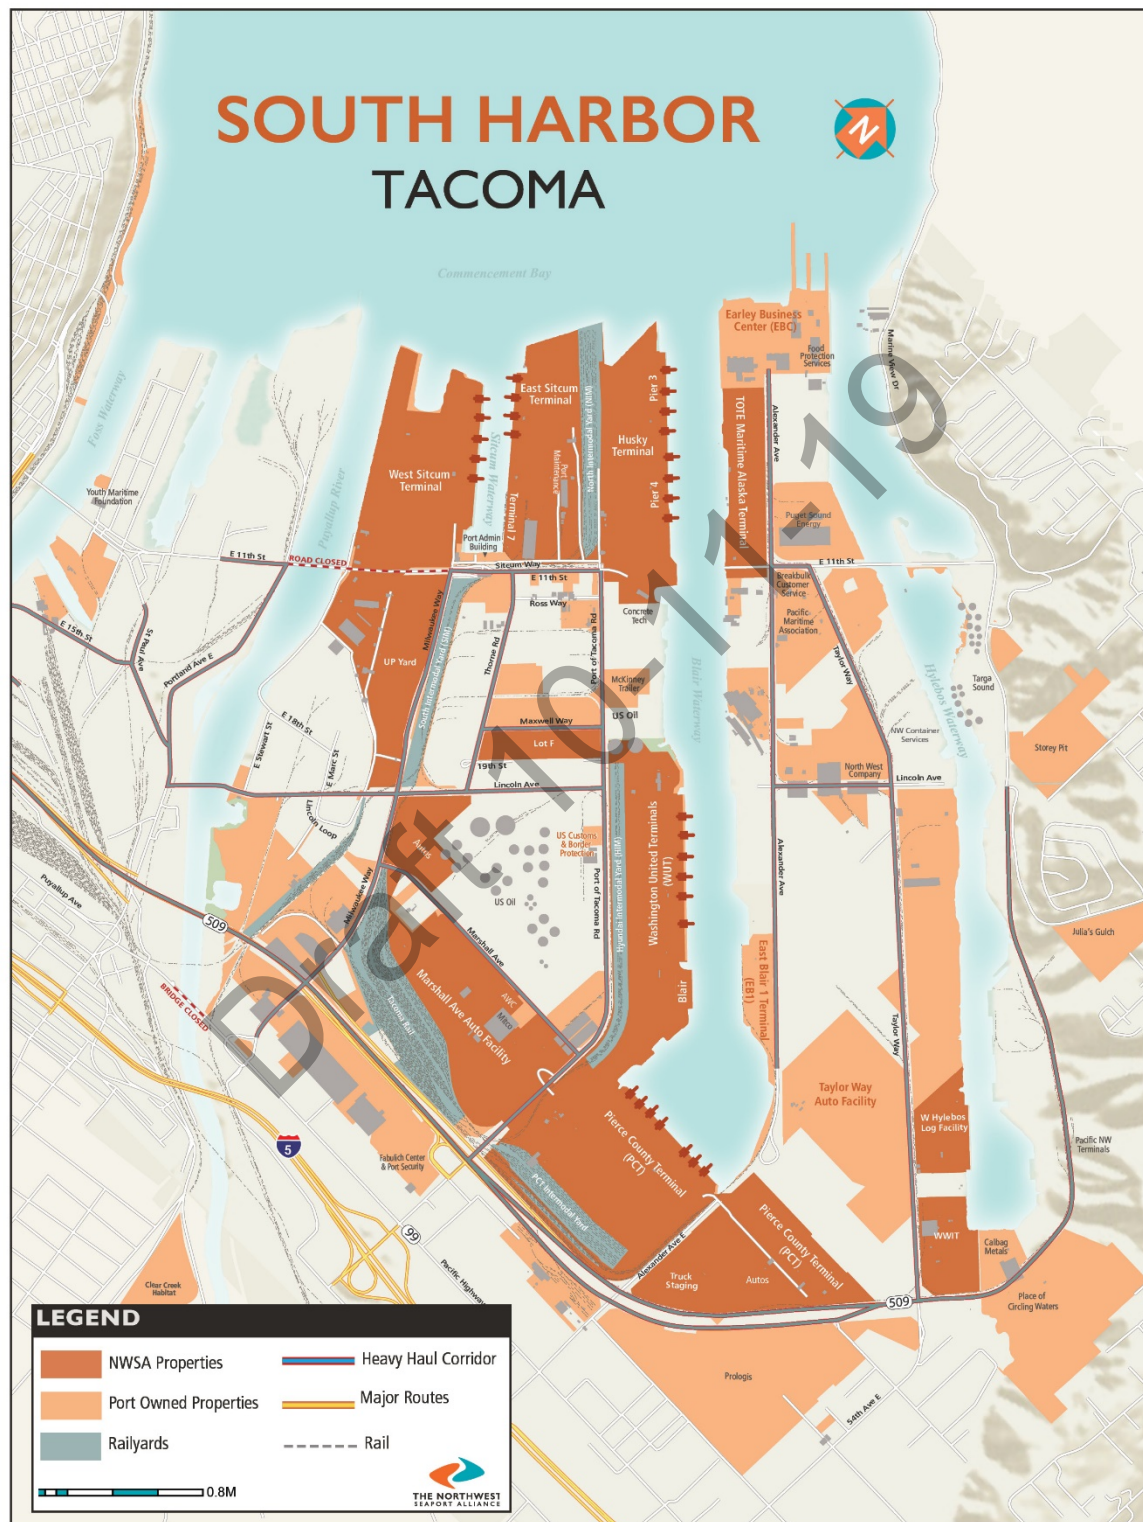 SOUTH HARBOR
TACOMA
N
Commencement Bay
Earley Business
Center (EBC)
Food
Protection
Services
Marine View Dr
Foss Waterway
Puyallup River
Sitcum Waterway
Blair Waterway
Hylebos Waterway
East Sitcum
Terminal
North Intermodal Yard (NIM)
Pier 3
Husky
Terminal
Pier 4
TOTE Maritime Alaska Terminal
Alexander Ave
West Sitcum
Terminal
Terminal 7
Port
Maintenance
Youth Maritime
Foundation
Puget Sound
Energy
Port Admin
Building
E 11th St
ROAD CLOSED
Sitcum Way
E 11th St
E 11th St
Ross Way
Breakbulk
Customer
Service
Pacific
Maritime
Association
Concrete
Tech
E 15th St
St Paul Ave
Portland Ave E
Milwaukee Way
UP Yard
South Intermodal Yard (SIM)
Thorne Rd
Port of Tacoma Rd
Taylor Way
McKinney
Trailer
US Oil
Targa
Sound
Maxwell Way
Lot F
E 18th St
E Stewart St
E Marc St
19th St
Lincoln Ave
Lincoln Loop
NW Container
Services
North West
Company
Lincoln Ave
Storey Pit
Washington United Terminals
(WUT)
US Customs
& Border
Protection
US Oil
Port of Tacoma Rd
Hyundai Intermodal Yard (HIM)
Alexander Ave
Puyallup Ave
509
Milwaukee Way
Marshall Ave
Julia's Gulch
Blair
East Blair 1 Terminal
(EB1)
BRIDGE CLOSED
Tacoma Rail
Marshall Ave Auto Facility
AWC
Milco
Taylor Way
Taylor Way
Auto Facility
W Hylebos
Log Facility
Pacific NW
Terminals
5
Fabulich Center
& Port Security
Pierce County Terminal
(PCT)
PCT Intermodal Yard
Pierce County Terminal
(PCT)
WWIT
Calbag
Metals
99
Pacific Highway
Alexander Ave E
Truck
Staging
Autos
509
Place of
Circling Waters
Clear Creek
Habitat
Prologis
54th Ave E
Draft 10-11-19
LEGEND
NWSA Properties
Heavy Haul Corridor
Port Owned Properties
Major Routes
Railyards
Rail
0.8M
THE NORTHWEST
SEAPORT ALLIANCE